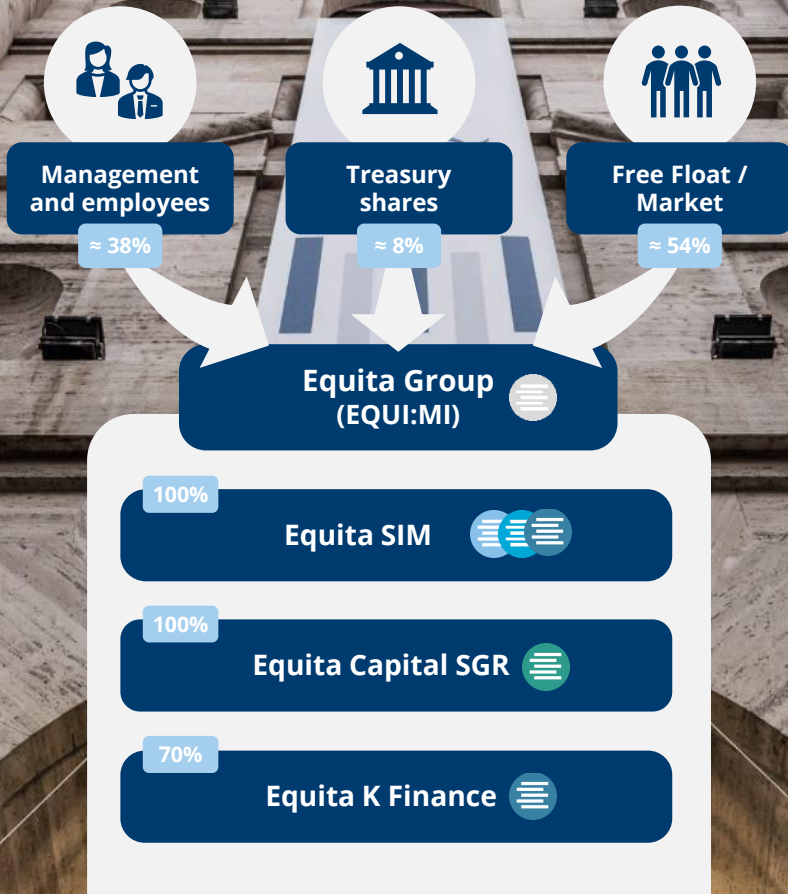 Management
and employees
≈ 38%
Treasury
shares
≈ 8%
Free Float /
Market
≈ 54%
Equita Group
(EQUI:MI)
100%
Equita SIM
100%
Equita Capital SGR
70%
Equita K Finance